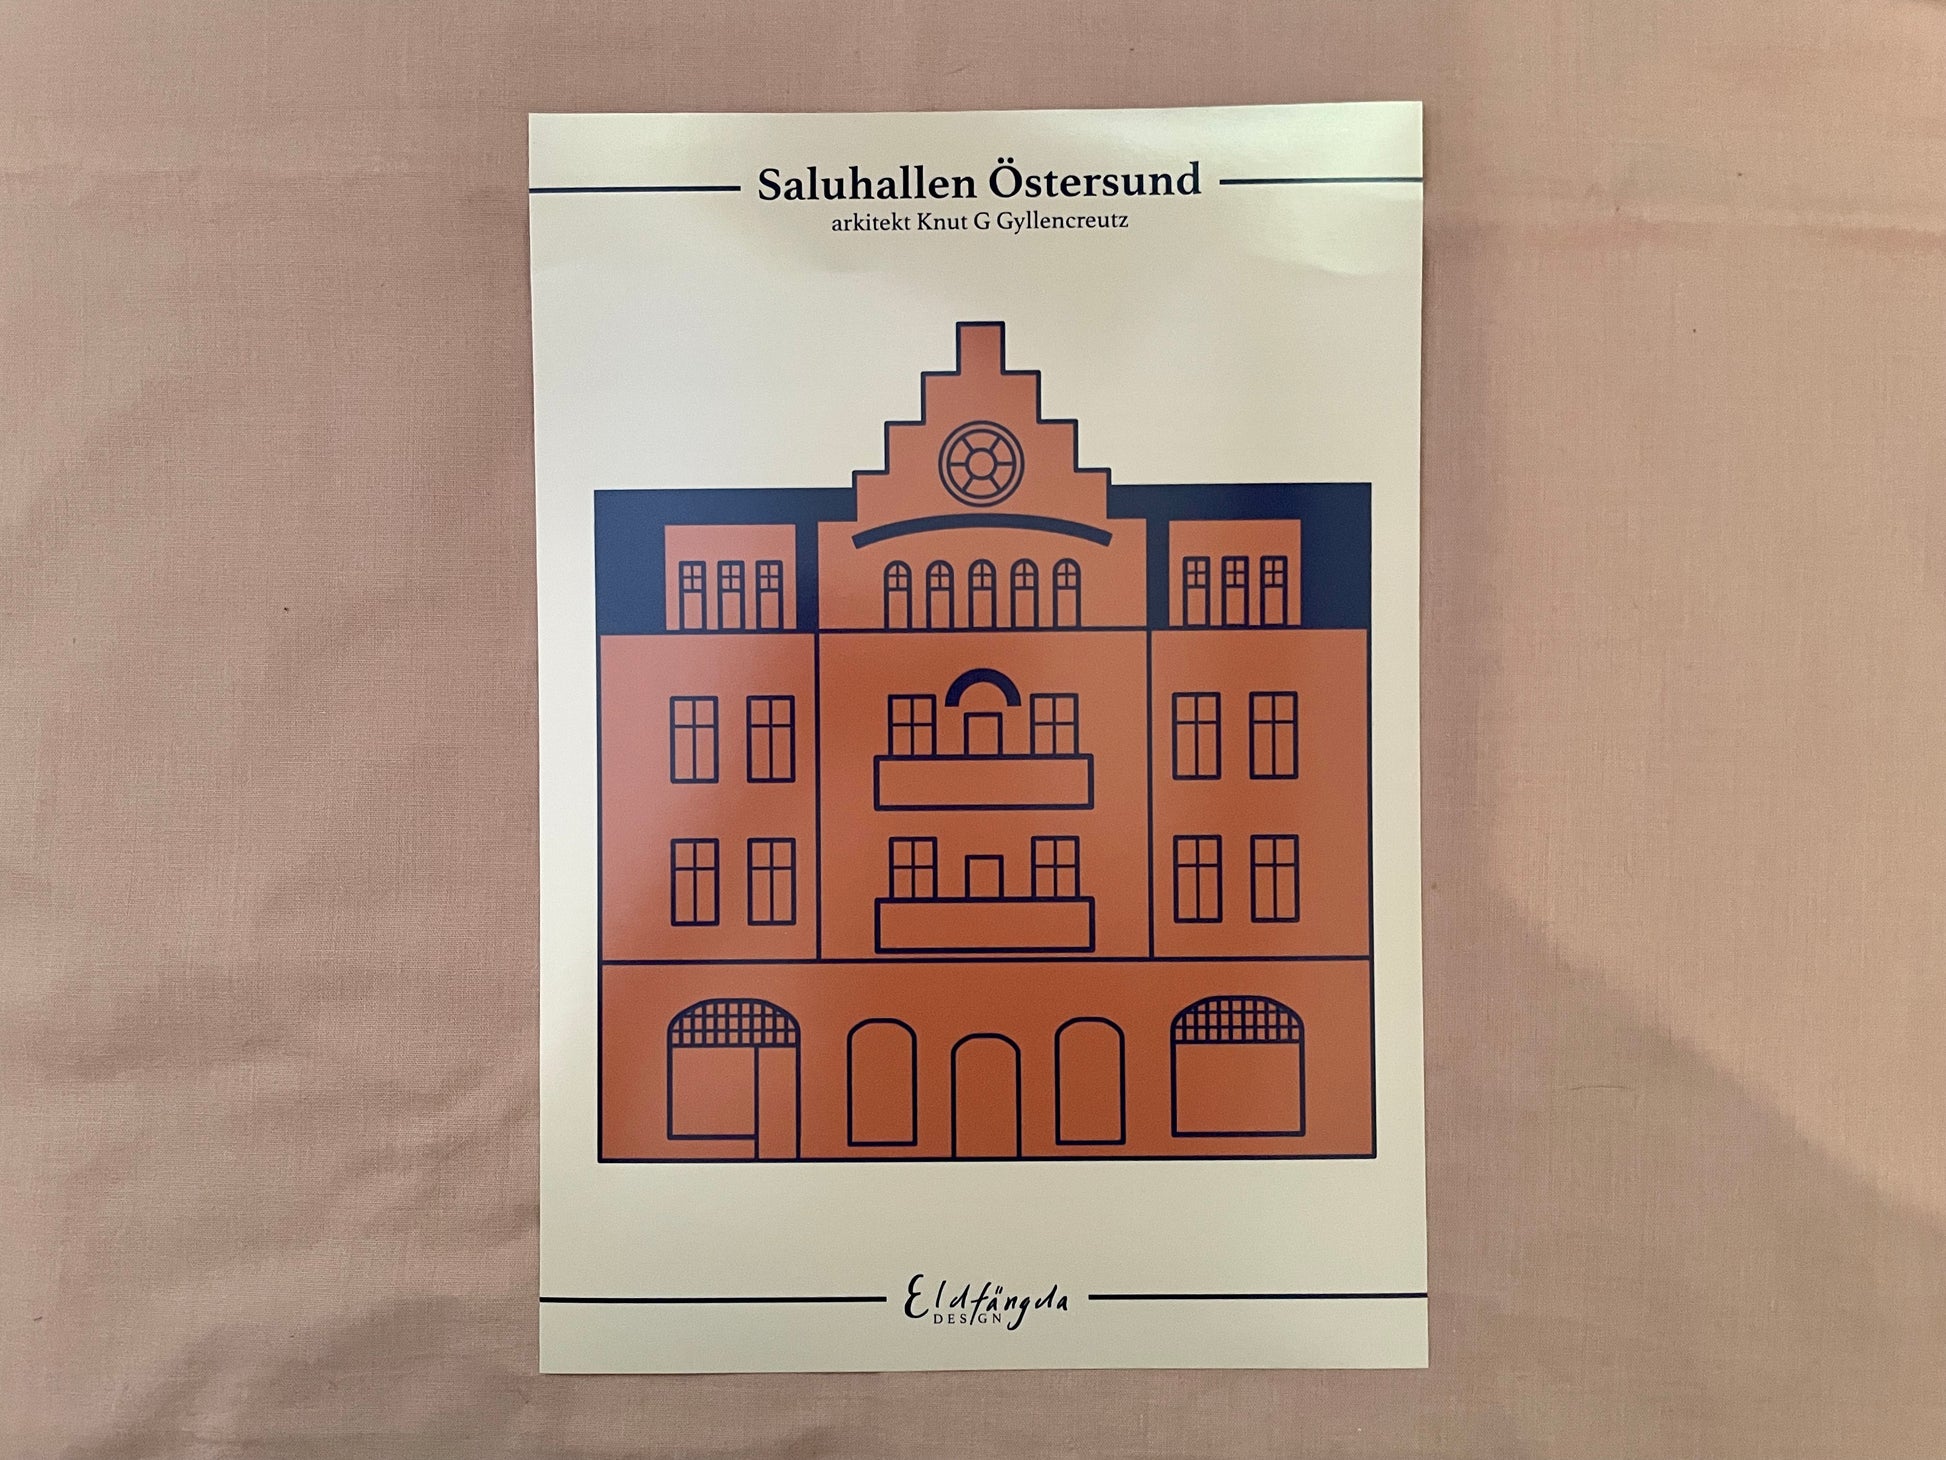 Saluhallen Östersund
arkitekt Knut G Gyllencreutz
Eldfängda
DESIGN